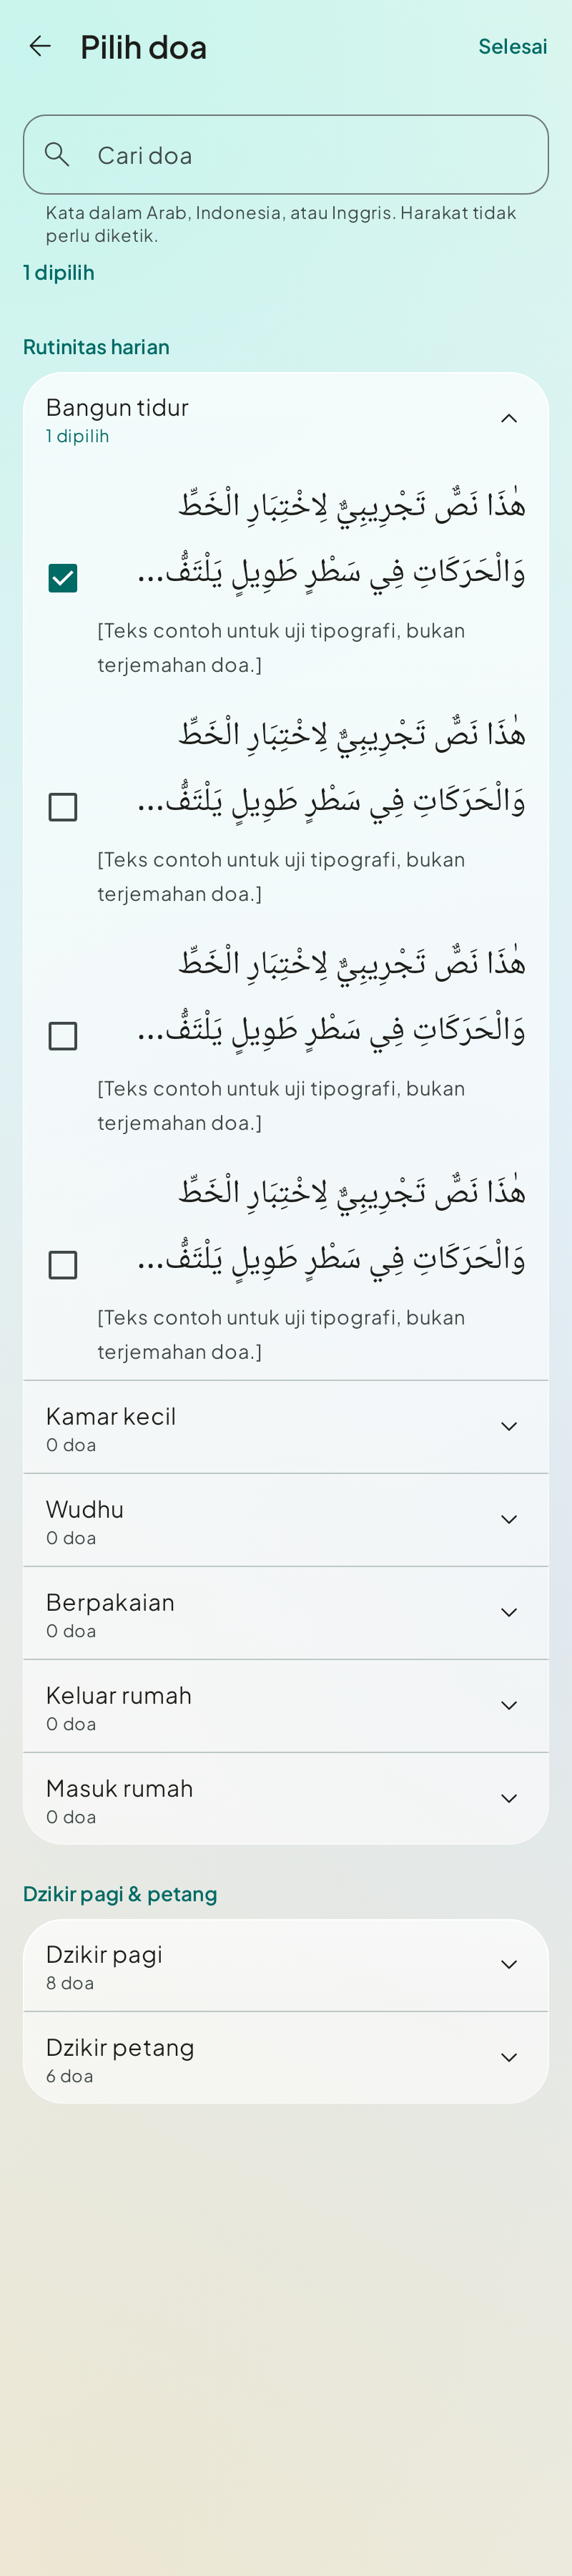 Pilih doa
Selesai
Cari doa
Kata dalam Arab, Indonesia, atau Inggris. Harakat tidak
perlu diketik.
1 dipilih
Rutinitas harian
Bangun tidur
1 dipilih
هٰذَا نَصٌّ تَجْرِيبِيٌّ لِاخْتِبَارِ الْخَطِّ
وَالْحَرَكَاتِ فِي سَطْرٍ طَوِيلٍ يَلْتَفُّ...
[Teks contoh untuk uji tipografi, bukan
terjemahan doa.]
هٰذَا نَصٌّ تَجْرِيبِيٌّ لِاخْتِبَارِ الْخَطِّ
وَالْحَرَكَاتِ فِي سَطْرٍ طَوِيلٍ يَلْتَفُّ...
[Teks contoh untuk uji tipografi, bukan
terjemahan doa.]
هٰذَا نَصٌّ تَجْرِيبِيٌّ لِاخْتِبَارِ الْخَطِّ
وَالْحَرَكَاتِ فِي سَطْرٍ طَوِيلٍ يَلْتَفُّ...
[Teks contoh untuk uji tipografi, bukan
terjemahan doa.]
هٰذَا نَصٌّ تَجْرِيبِيٌّ لِاخْتِبَارِ الْخَطِّ
وَالْحَرَكَاتِ فِي سَطْرٍ طَوِيلٍ يَلْتَفُّ...
[Teks contoh untuk uji tipografi, bukan
terjemahan doa.]
Kamar kecil
0 doa
Wudhu
0 doa
Berpakaian
0 doa
Keluar rumah
0 doa
Masuk rumah
0 doa
Dzikir pagi & petang
Dzikir pagi
8 doa
Dzikir petang
6 doa